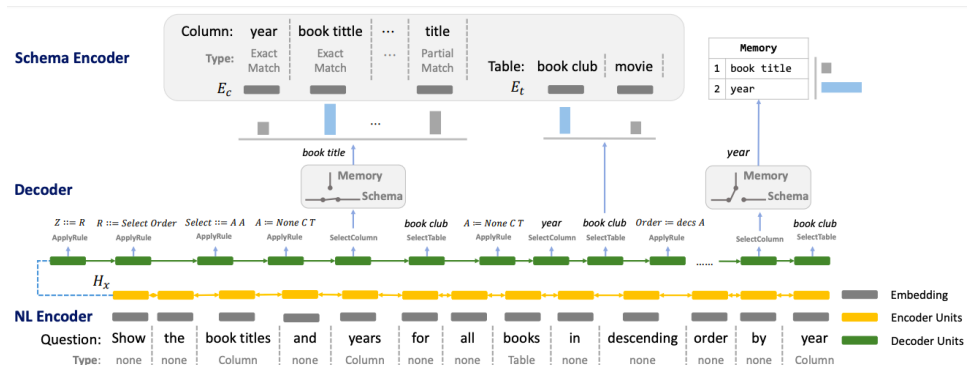 Schema Encoder
Column: year book tittle ... title
Type: Exact Match Exact Match ... Partial Match
Table: book club movie
E_c
E_t
...
Memory
1 book title
2 year
book title
year
Decoder
Memory
Schema
Memory
Schema
Z ::= R R ::= Select Order Select ::= A A A ::= None C T book club A ::= None C T year book club Order ::= decs A book club
ApplyRule ApplyRule ApplyRule ApplyRule SelectColumn SelectTable ApplyRule SelectColumn SelectTable ApplyRule SelectColumn SelectTable
......
H_x
NL Encoder
Embedding
Encoder Units
Decoder Units
Question: Show the book titles and years for all books in descending order by year
Type: none none Column none Column none none Table none none none none Column